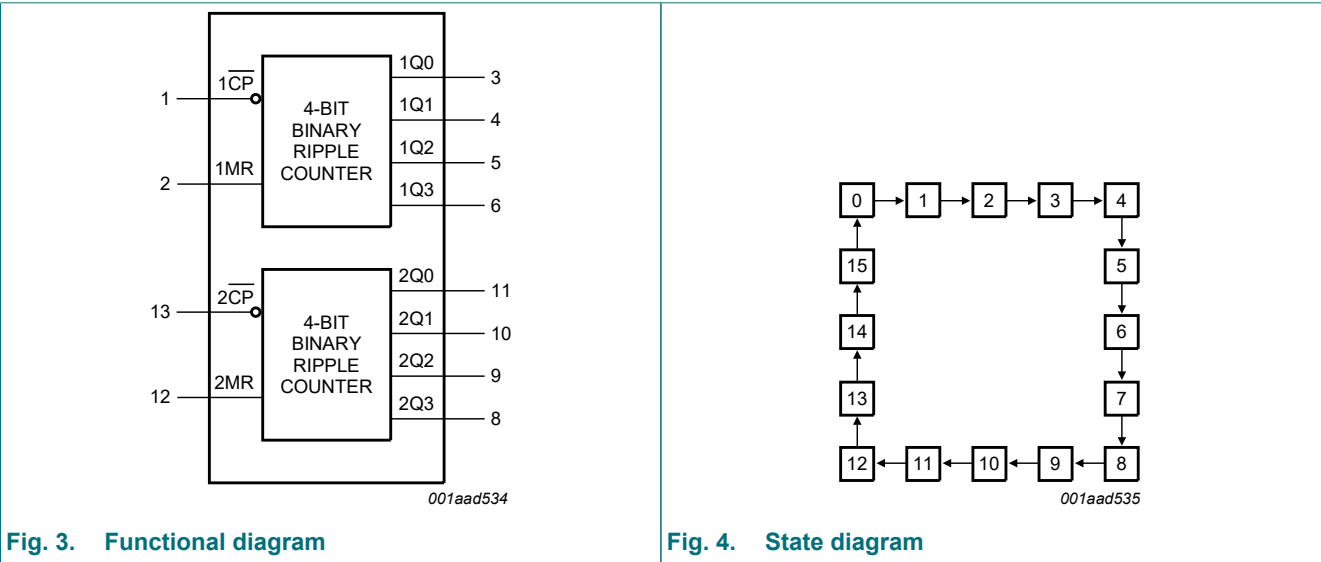 1
1CP
2
1MR
4-BIT
BINARY
RIPPLE
COUNTER
1Q0
3
1Q1
4
1Q2
5
1Q3
6
13
2CP
12
2MR
4-BIT
BINARY
RIPPLE
COUNTER
2Q0
11
2Q1
10
2Q2
9
2Q3
8
001aad534
Fig. 3. Functional diagram
0 1 2 3 4
15 5
14 6
13 7
12 11 10 9 8
001aad535
Fig. 4. State diagram